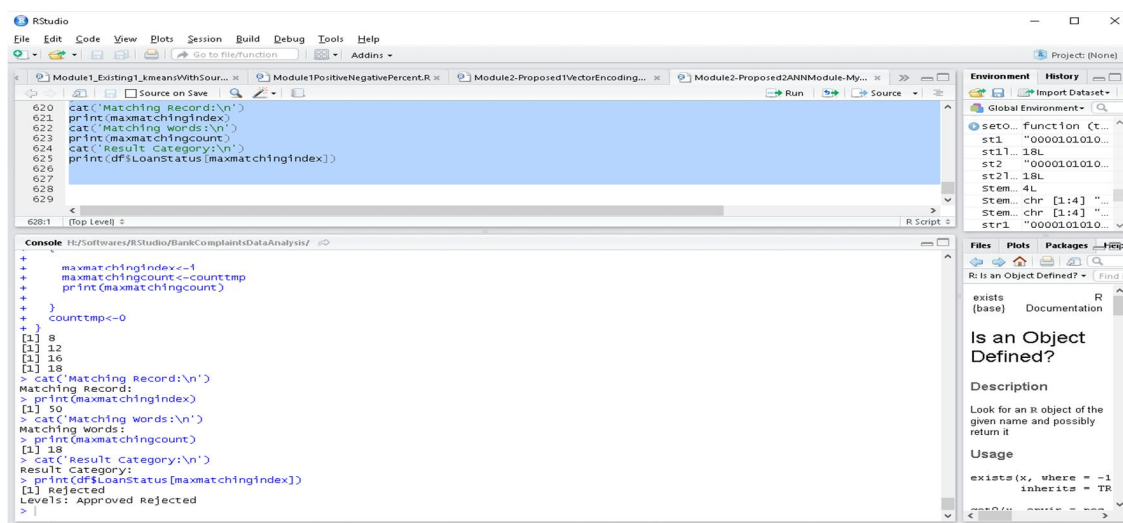 RStudio
File Edit Code View Plots Session Build Debug Tools Help
Go to file/function Addins
Project: (None)
Module1_Existing1_kmeansWithSour...
Module1PositiveNegativePercent.R
Module2-Proposed1VectorEncoding...
Module2-Proposed2ANNModule-My...
Source on Save Run Source
620 cat('Matching Record:\n')
621 print(maxmatchingindex)
622 cat('Matching Words:\n')
623 print(maxmatchingcount)
624 cat('Result Category:\n')
625 print(df$LoanStatus[maxmatchingindex])
626
627
628
629
628:1 (Top Level) R Script
Console H:/Softwares/RStudio/BankComplaintsDataAnalysis/
+
+ maxmatchingindex<-i
+ maxmatchingcount<-counttmp
+ print(maxmatchingcount)
+
+ }
+ counttmp<-0
+ }
[1] 8
[1] 12
[1] 16
[1] 18
> cat('Matching Record:\n')
Matching Record:
> print(maxmatchingindex)
[1] 50
> cat('Matching Words:\n')
Matching Words:
> print(maxmatchingcount)
[1] 18
> cat('Result Category:\n')
Result Category:
> print(df$LoanStatus[maxmatchingindex])
[1] Rejected
Levels: Approved Rejected
>
Environment History
Import Dataset
Global Environment
seto... function (t...
st1 "0000101010...
st1l... 18L
st2 "0000101010...
st2l... 18L
Stem... 4L
Stem... chr [1:4] "...
Stem... chr [1:4] "...
str1 "0000101010...
Files Plots Packages
R: Is an Object Defined? Find
exists R
{base} Documentation
Is an Object
Defined?
Description
Look for an R object of the
given name and possibly
return it
Usage
exists(x, where = -1
inherits = TR